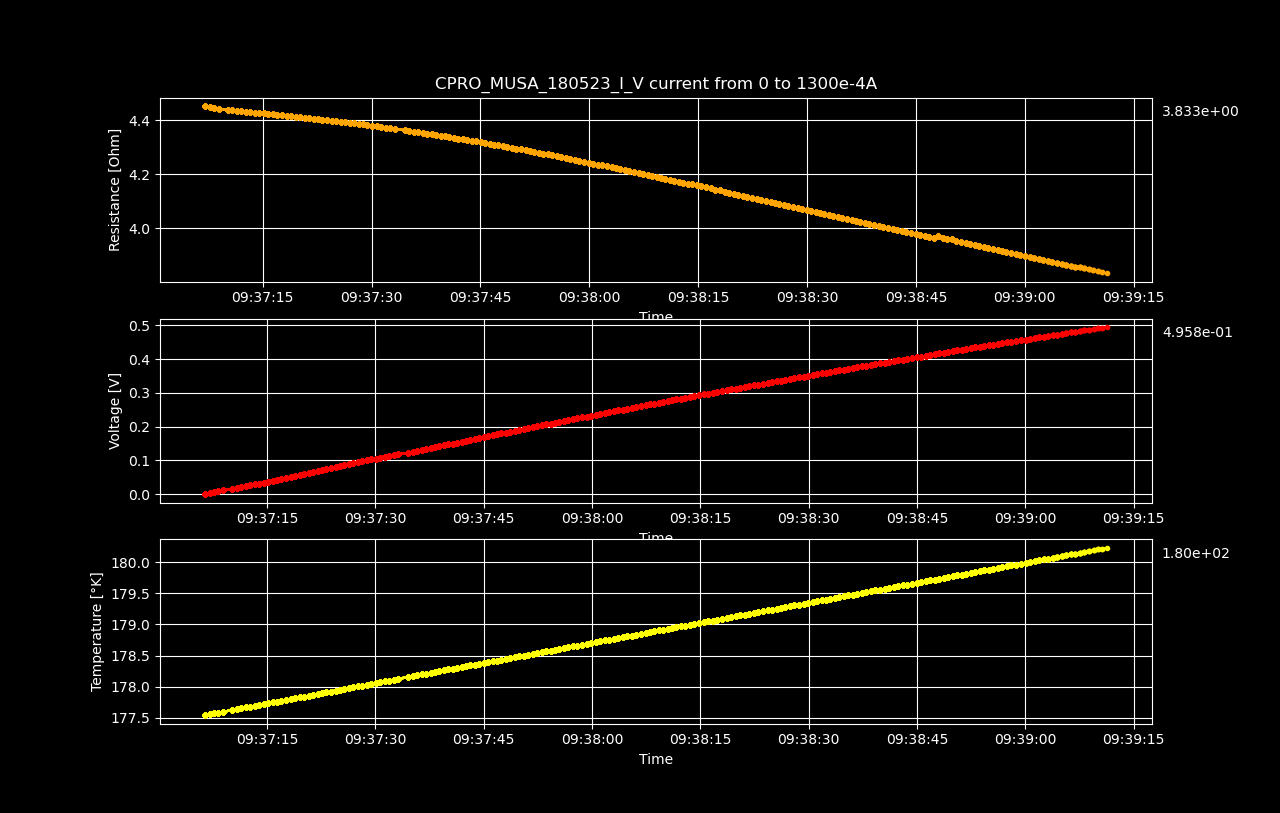 CPRO_MUSA_180523_I_V current from 0 to 1300e-4A
3.833e+00
Resistance [Ohm]
4.4
4.2
4.0
09:37:15 09:37:30 09:37:45 09:38:00 09:38:15 09:38:30 09:38:45 09:39:00 09:39:15
Time
4.958e-01
Voltage [V]
0.5
0.4
0.3
0.2
0.1
0.0
09:37:15 09:37:30 09:37:45 09:38:00 09:38:15 09:38:30 09:38:45 09:39:00 09:39:15
Time
1.80e+02
Temperature [°K]
180.0
179.5
179.0
178.5
178.0
177.5
09:37:15 09:37:30 09:37:45 09:38:00 09:38:15 09:38:30 09:38:45 09:39:00 09:39:15
Time